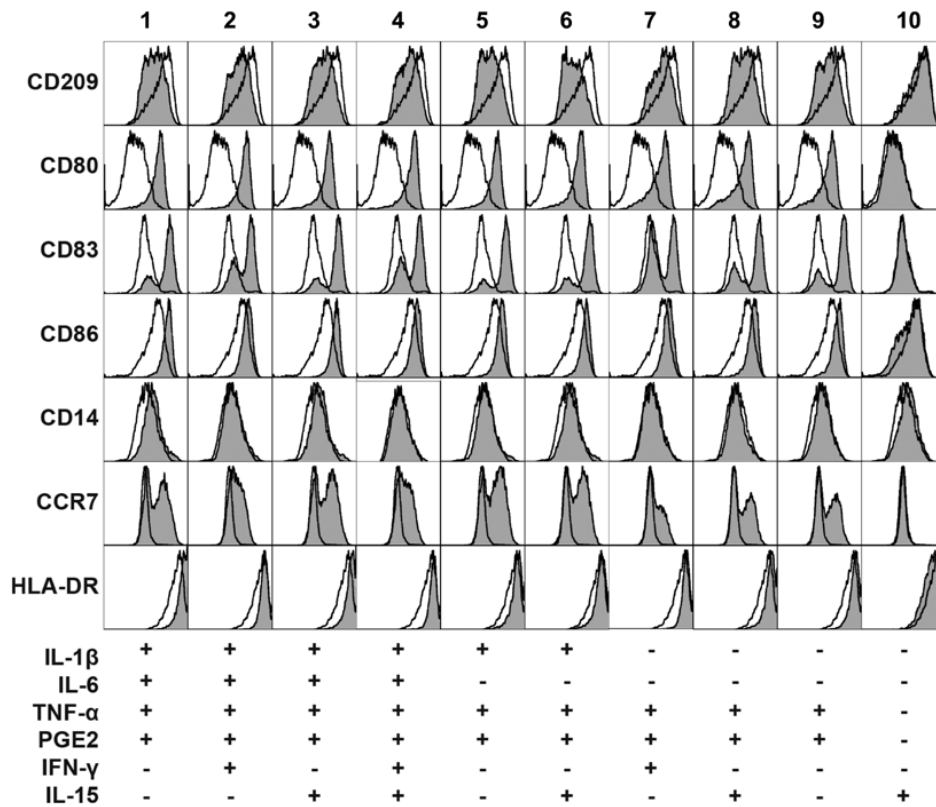 1 2 3 4 5 6 7 8 9 10
CD209
CD80
CD83
CD86
CD14
CCR7
HLA-DR
IL-1β + + + + + + - - - -
IL-6 + + + + - - - - - -
TNF-α + + + + + + + + + -
PGE2 + + + + + + + + + -
IFN-γ - + - + - - + - - -
IL-15 - - + + - + - + - +